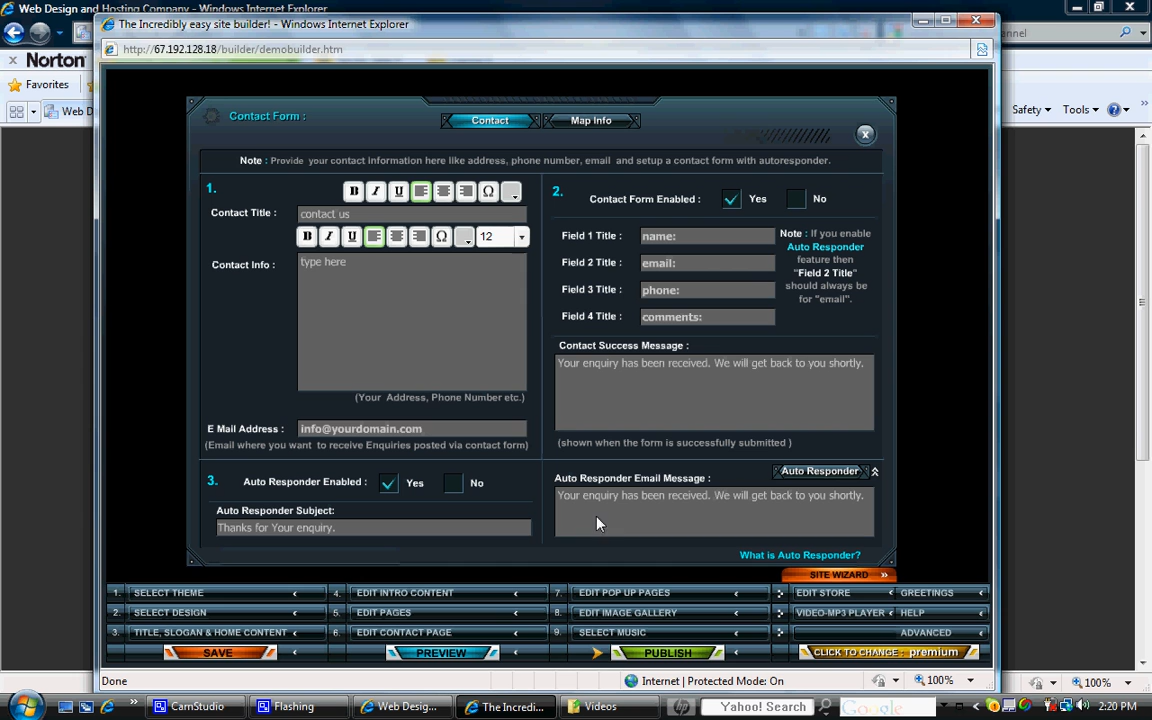 Web Design and Hosting Company - Windows Internet Explorer
The Incredibly easy site builder! - Windows Internet Explorer
http://67.192.128.18/builder/demobuilder.htm
Norton
Favorites
Web D
Safety
Tools
Contact Form :
Contact
Map Info
x
Note : Provide your contact information here like address, phone number, email and setup a contact form with autoresponder.
1.
B I U Ω
Contact Title :
contact us
B I U Ω 12
Contact Info :
type here
(Your Address, Phone Number etc.)
E Mail Address :
info@yourdomain.com
(Email where you want to receive Enquiries posted via contact form)
2.
Contact Form Enabled :
Yes
No
Field 1 Title :
name:
Field 2 Title :
email:
Field 3 Title :
phone:
Field 4 Title :
comments:
Note : If you enable
Auto Responder
feature then
"Field 2 Title"
should always be
for "email".
Contact Success Message :
Your enquiry has been received. We will get back to you shortly.
(shown when the form is successfully submitted )
3.
Auto Responder Enabled :
Yes
No
Auto Responder Subject:
Thanks for Your enquiry.
Auto Responder
Auto Responder Email Message :
Your enquiry has been received. We will get back to you shortly.
What is Auto Responder?
SITE WIZARD
1. SELECT THEME
4. EDIT INTRO CONTENT
7. EDIT POP UP PAGES
EDIT STORE
GREETINGS
2. SELECT DESIGN
5. EDIT PAGES
8. EDIT IMAGE GALLERY
VIDEO-MP3 PLAYER
HELP
3. TITLE, SLOGAN & HOME CONTENT
6. EDIT CONTACT PAGE
9. SELECT MUSIC
ADVANCED
SAVE
PREVIEW
PUBLISH
CLICK TO CHANGE : premium
Done
Internet | Protected Mode: On
100%
100%
CamStudio
Flashing
Web Desig...
The Incredi...
Videos
Yahoo! Search
Google
2:20 PM